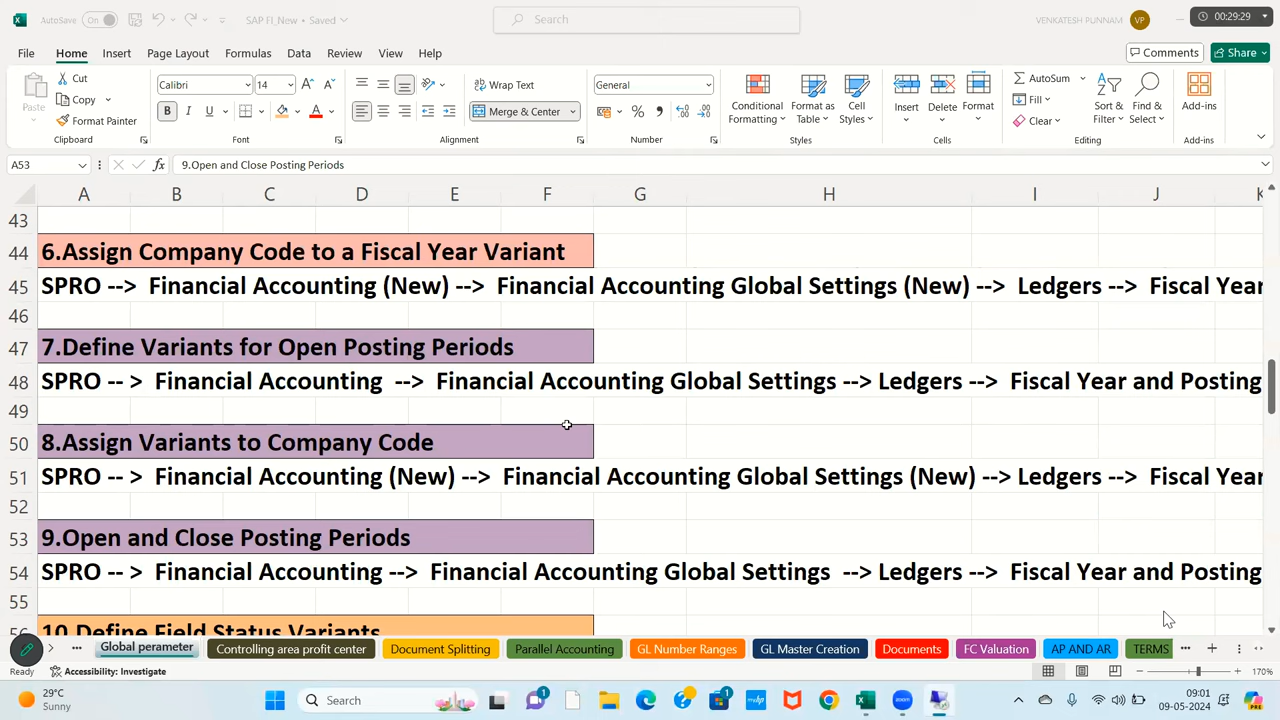 AutoSave Off SAP FI_New • Saved Search VENKATESH PUNNAM VP 00:29:29
File Home Insert Page Layout Formulas Data Review View Help Comments Share
Paste Cut Copy Format Painter Clipboard
Calibri 14 B I U A Font
Wrap Text Merge & Center Alignment
General % Number
Conditional Formatting Format as Table Cell Styles Styles
Insert Delete Format Cells
AutoSum Fill Clear Sort & Filter Find & Select Editing
Add-ins Add-ins
A53 fx 9.Open and Close Posting Periods
A B C D E F G H I J K
43
44 6.Assign Company Code to a Fiscal Year Variant
45 SPRO --> Financial Accounting (New) --> Financial Accounting Global Settings (New) --> Ledgers --> Fiscal Year
46
47 7.Define Variants for Open Posting Periods
48 SPRO -- > Financial Accounting --> Financial Accounting Global Settings --> Ledgers --> Fiscal Year and Posting
49
50 8.Assign Variants to Company Code
51 SPRO -- > Financial Accounting (New) --> Financial Accounting Global Settings (New) --> Ledgers --> Fiscal Year
52
53 9.Open and Close Posting Periods
54 SPRO -- > Financial Accounting --> Financial Accounting Global Settings --> Ledgers --> Fiscal Year and Posting
55
56 10.Define Field Status Variants
Global perameter Controlling area profit center Document Splitting Parallel Accounting GL Number Ranges GL Master Creation Documents FC Valuation AP AND AR TERMS
Ready Accessibility: Investigate 170%
29°C Sunny Search 09:01 09-05-2024